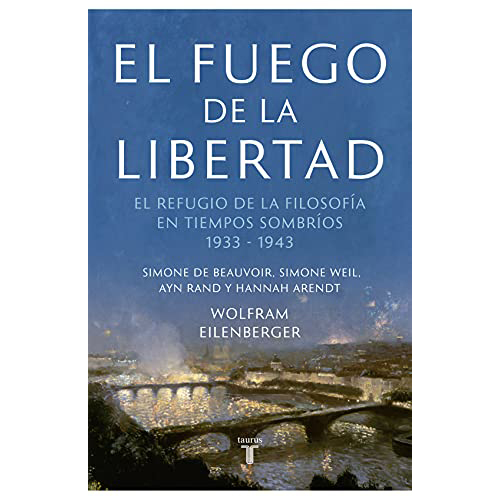 EL FUEGO
DE LA
LIBERTAD
EL REFUGIO DE LA FILOSOFÍA
EN TIEMPOS SOMBRÍOS
1933 - 1943
SIMONE DE BEAUVOIR, SIMONE WEIL,
AYN RAND Y HANNAH ARENDT
WOLFRAM
EILENBERGER
taurus
T